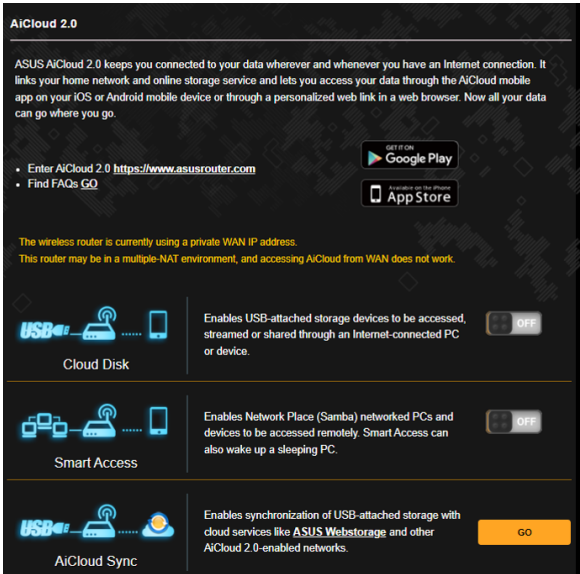 AiCloud 2.0
ASUS AiCloud 2.0 keeps you connected to your data wherever and whenever you have an Internet connection. It
links your home network and online storage service and lets you access your data through the AiCloud mobile
app on your iOS or Android mobile device or through a personalized web link in a web browser. Now all your data
can go where you go.
GET IT ON
Google Play
Enter AiCloud 2.0 https://www.asusrouter.com
Find FAQs GO
Available on the iPhone
App Store
The wireless router is currently using a private WAN IP address.
This router may be in a multiple-NAT environment, and accessing AiCloud from WAN does not work.
USB
Cloud Disk
Enables USB-attached storage devices to be accessed,
streamed or shared through an Internet-connected PC
or device.
OFF
Smart Access
Enables Network Place (Samba) networked PCs and
devices to be accessed remotely. Smart Access can
also wake up a sleeping PC.
OFF
USB
AiCloud Sync
Enables synchronization of USB-attached storage with
cloud services like ASUS Webstorage and other
AiCloud 2.0-enabled networks.
GO